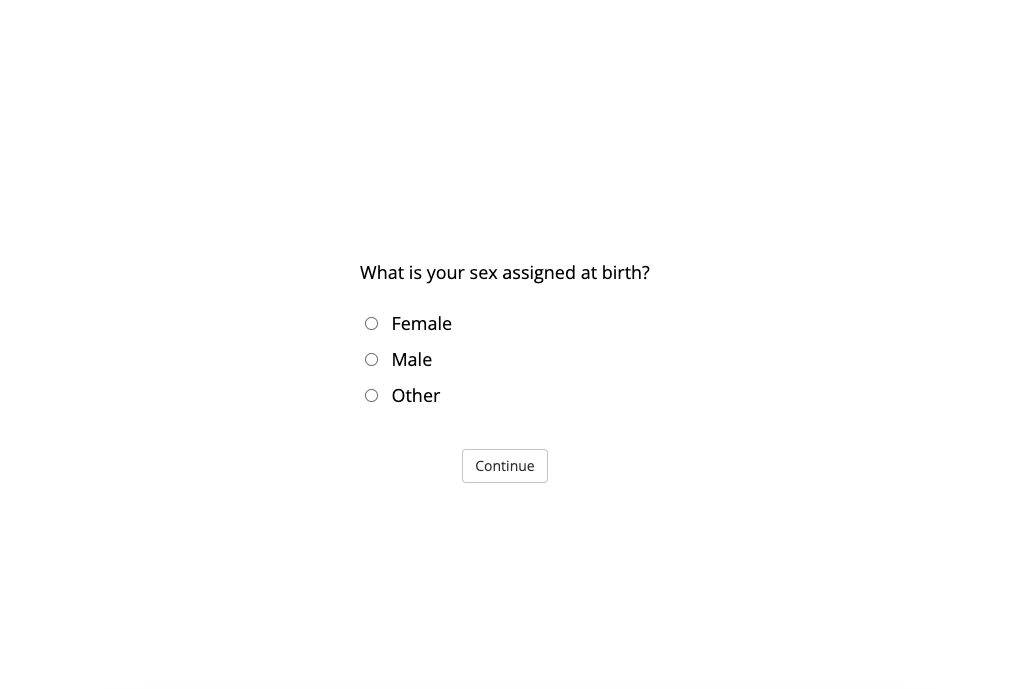 What is your sex assigned at birth?
Female
Male
Other
Continue